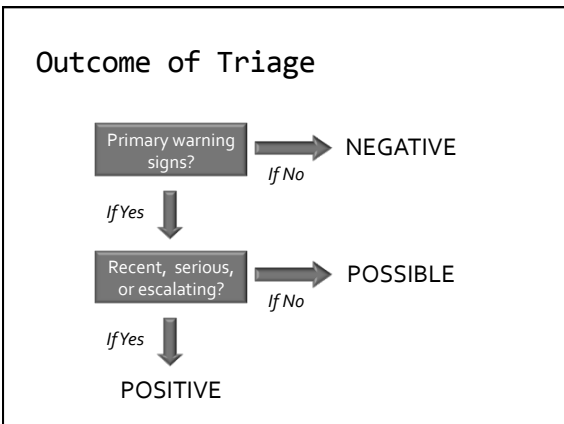 Outcome of Triage
Primary warning
signs?
If No
NEGATIVE
If Yes
Recent, serious,
or escalating?
If No
POSSIBLE
If Yes
POSITIVE